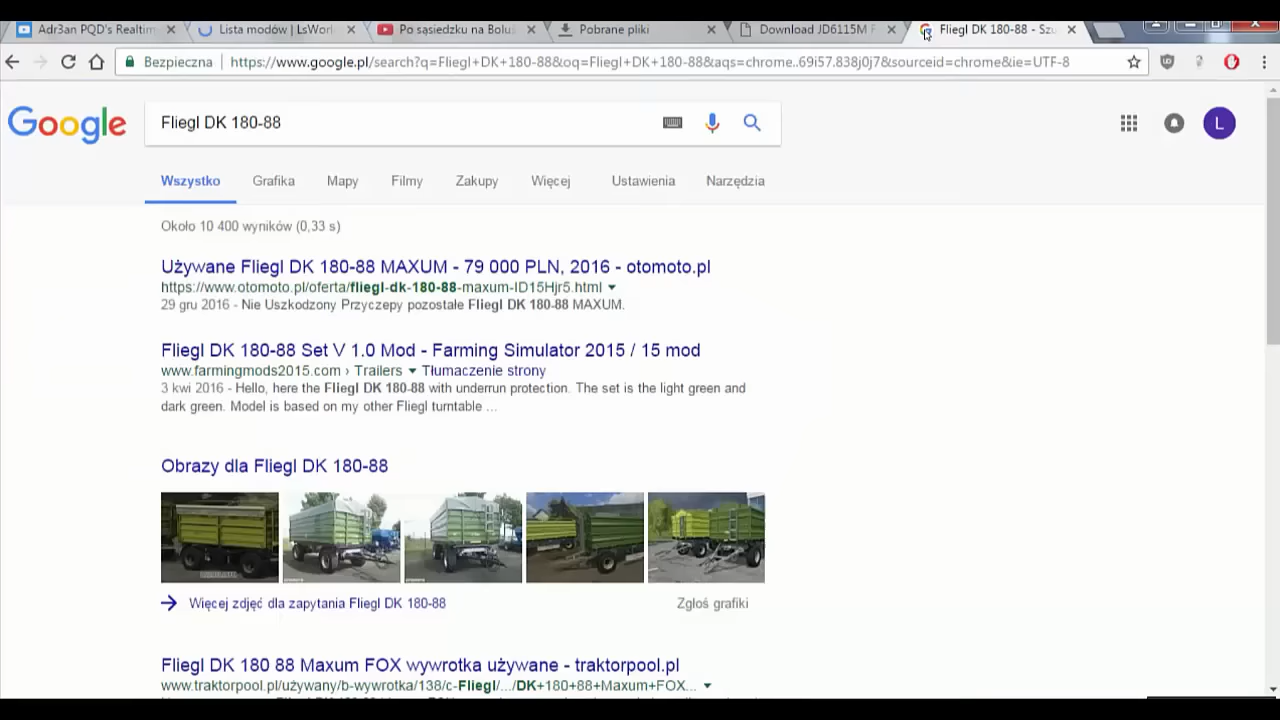 Adr3an PQD's Realtim
Lista modów | LsWorl
Po sąsiedzku na Bolus
Pobrane pliki
Download JD6115M F
Fliegl DK 180-88 - Szu
Bezpieczna
https://www.google.pl/search?q=Fliegl+DK+180-88&oq=Fliegl+DK+180-88&aqs=chrome..69i57.838j0j7&sourceid=chrome&ie=UTF-8
Google
Fliegl DK 180-88
L
Wszystko Grafika Mapy Filmy Zakupy Więcej Ustawienia Narzędzia
Około 10 400 wyników (0,33 s)
Używane Fliegl DK 180-88 MAXUM - 79 000 PLN, 2016 - otomoto.pl
https://www.otomoto.pl/oferta/fliegl-dk-180-88-maxum-ID15Hjr5.html
29 gru 2016 - Nie Uszkodzony Przyczepy pozostałe Fliegl DK 180-88 MAXUM.
Fliegl DK 180-88 Set V 1.0 Mod - Farming Simulator 2015 / 15 mod
www.farmingmods2015.com › Trailers Tłumaczenie strony
3 kwi 2016 - Hello, here the Fliegl DK 180-88 with underrun protection. The set is the light green and
dark green. Model is based on my other Fliegl turntable ...
Obrazy dla Fliegl DK 180-88
Więcej zdjęć dla zapytania Fliegl DK 180-88
Zgłoś grafiki
Fliegl DK 180 88 Maxum FOX wywrotka używane - traktorpool.pl
www.traktorpool.pl/używany/b-wywrotka/138/c-Fliegl/.../DK+180+88+Maxum+FOX...